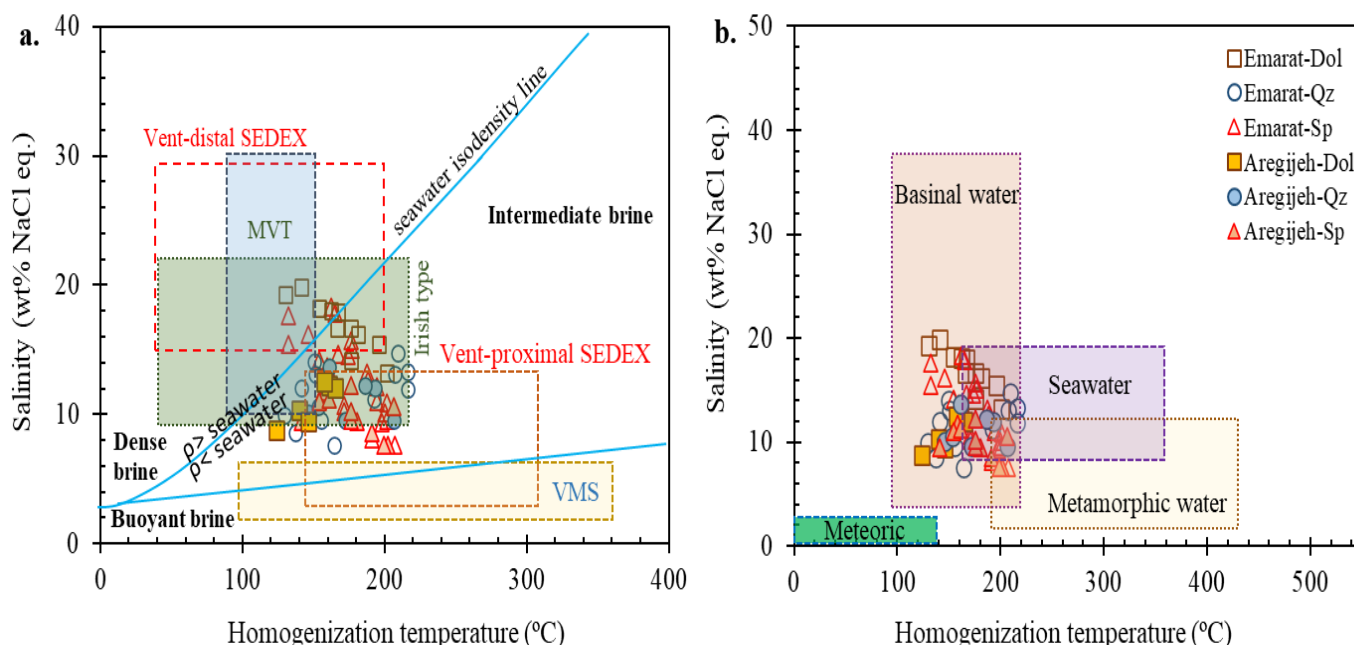 a.
40
30
20
10
0
Salinity (wt% NaCl eq.)
Vent-distal SEDEX
MVT
seawater isodensity line
Intermediate brine
Irish type
Vent-proximal SEDEX
ρ> seawater
ρ< seawater
Dense
brine
VMS
Buoyant brine
0
100
200
300
400
Homogenization temperature (ºC)
b.
50
40
30
20
10
0
Salinity (wt% NaCl eq.)
Emarat-Dol
Emarat-Qz
Emarat-Sp
Aregijeh-Dol
Aregijeh-Qz
Aregijeh-Sp
Basinal water
Seawater
Metamorphic water
Meteoric
0
100
200
300
400
500
Homogenization temperature (ºC)